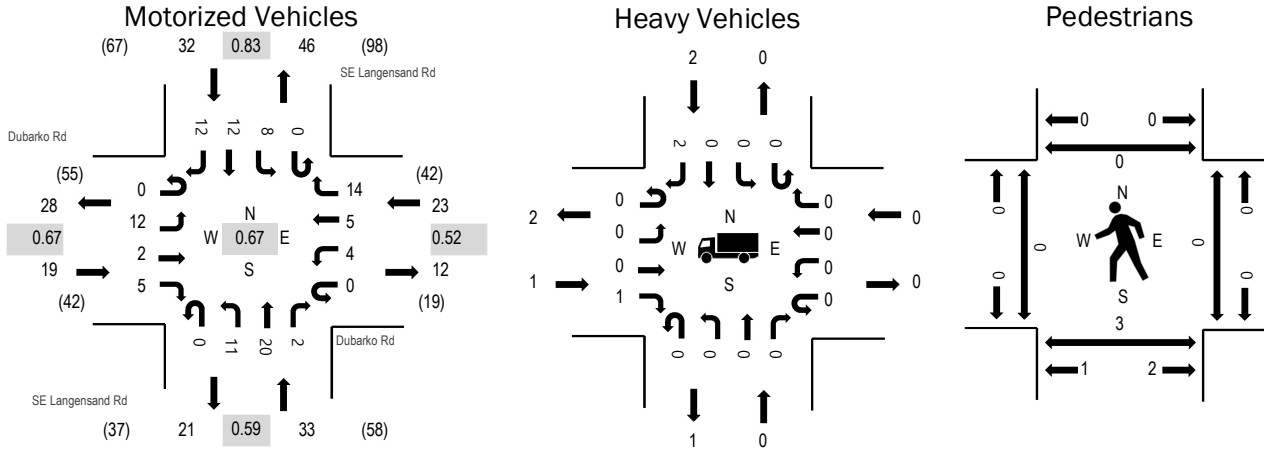 Motorized Vehicles
Heavy Vehicles
Pedestrians
(67) 32 0.83 46 (98)
SE Langensand Rd
Dubarko Rd
12 12 8 0
(55) 0 14 (42)
28 12 5 23
0.67 W N 0.67 S E 0.52
19 2 4 12
(42) 5 0 (19)
0 11 20 2
Dubarko Rd
SE Langensand Rd
(37) 21 0.59 33 (58)
2 0
2 0 0 0
0 0
2 0 0 0
N
W E
S
1 0 0 0
1 0
0 0 0 0
1 0
0 0
0
0 0
N
0 W E 0
S
0 0
3
1 2